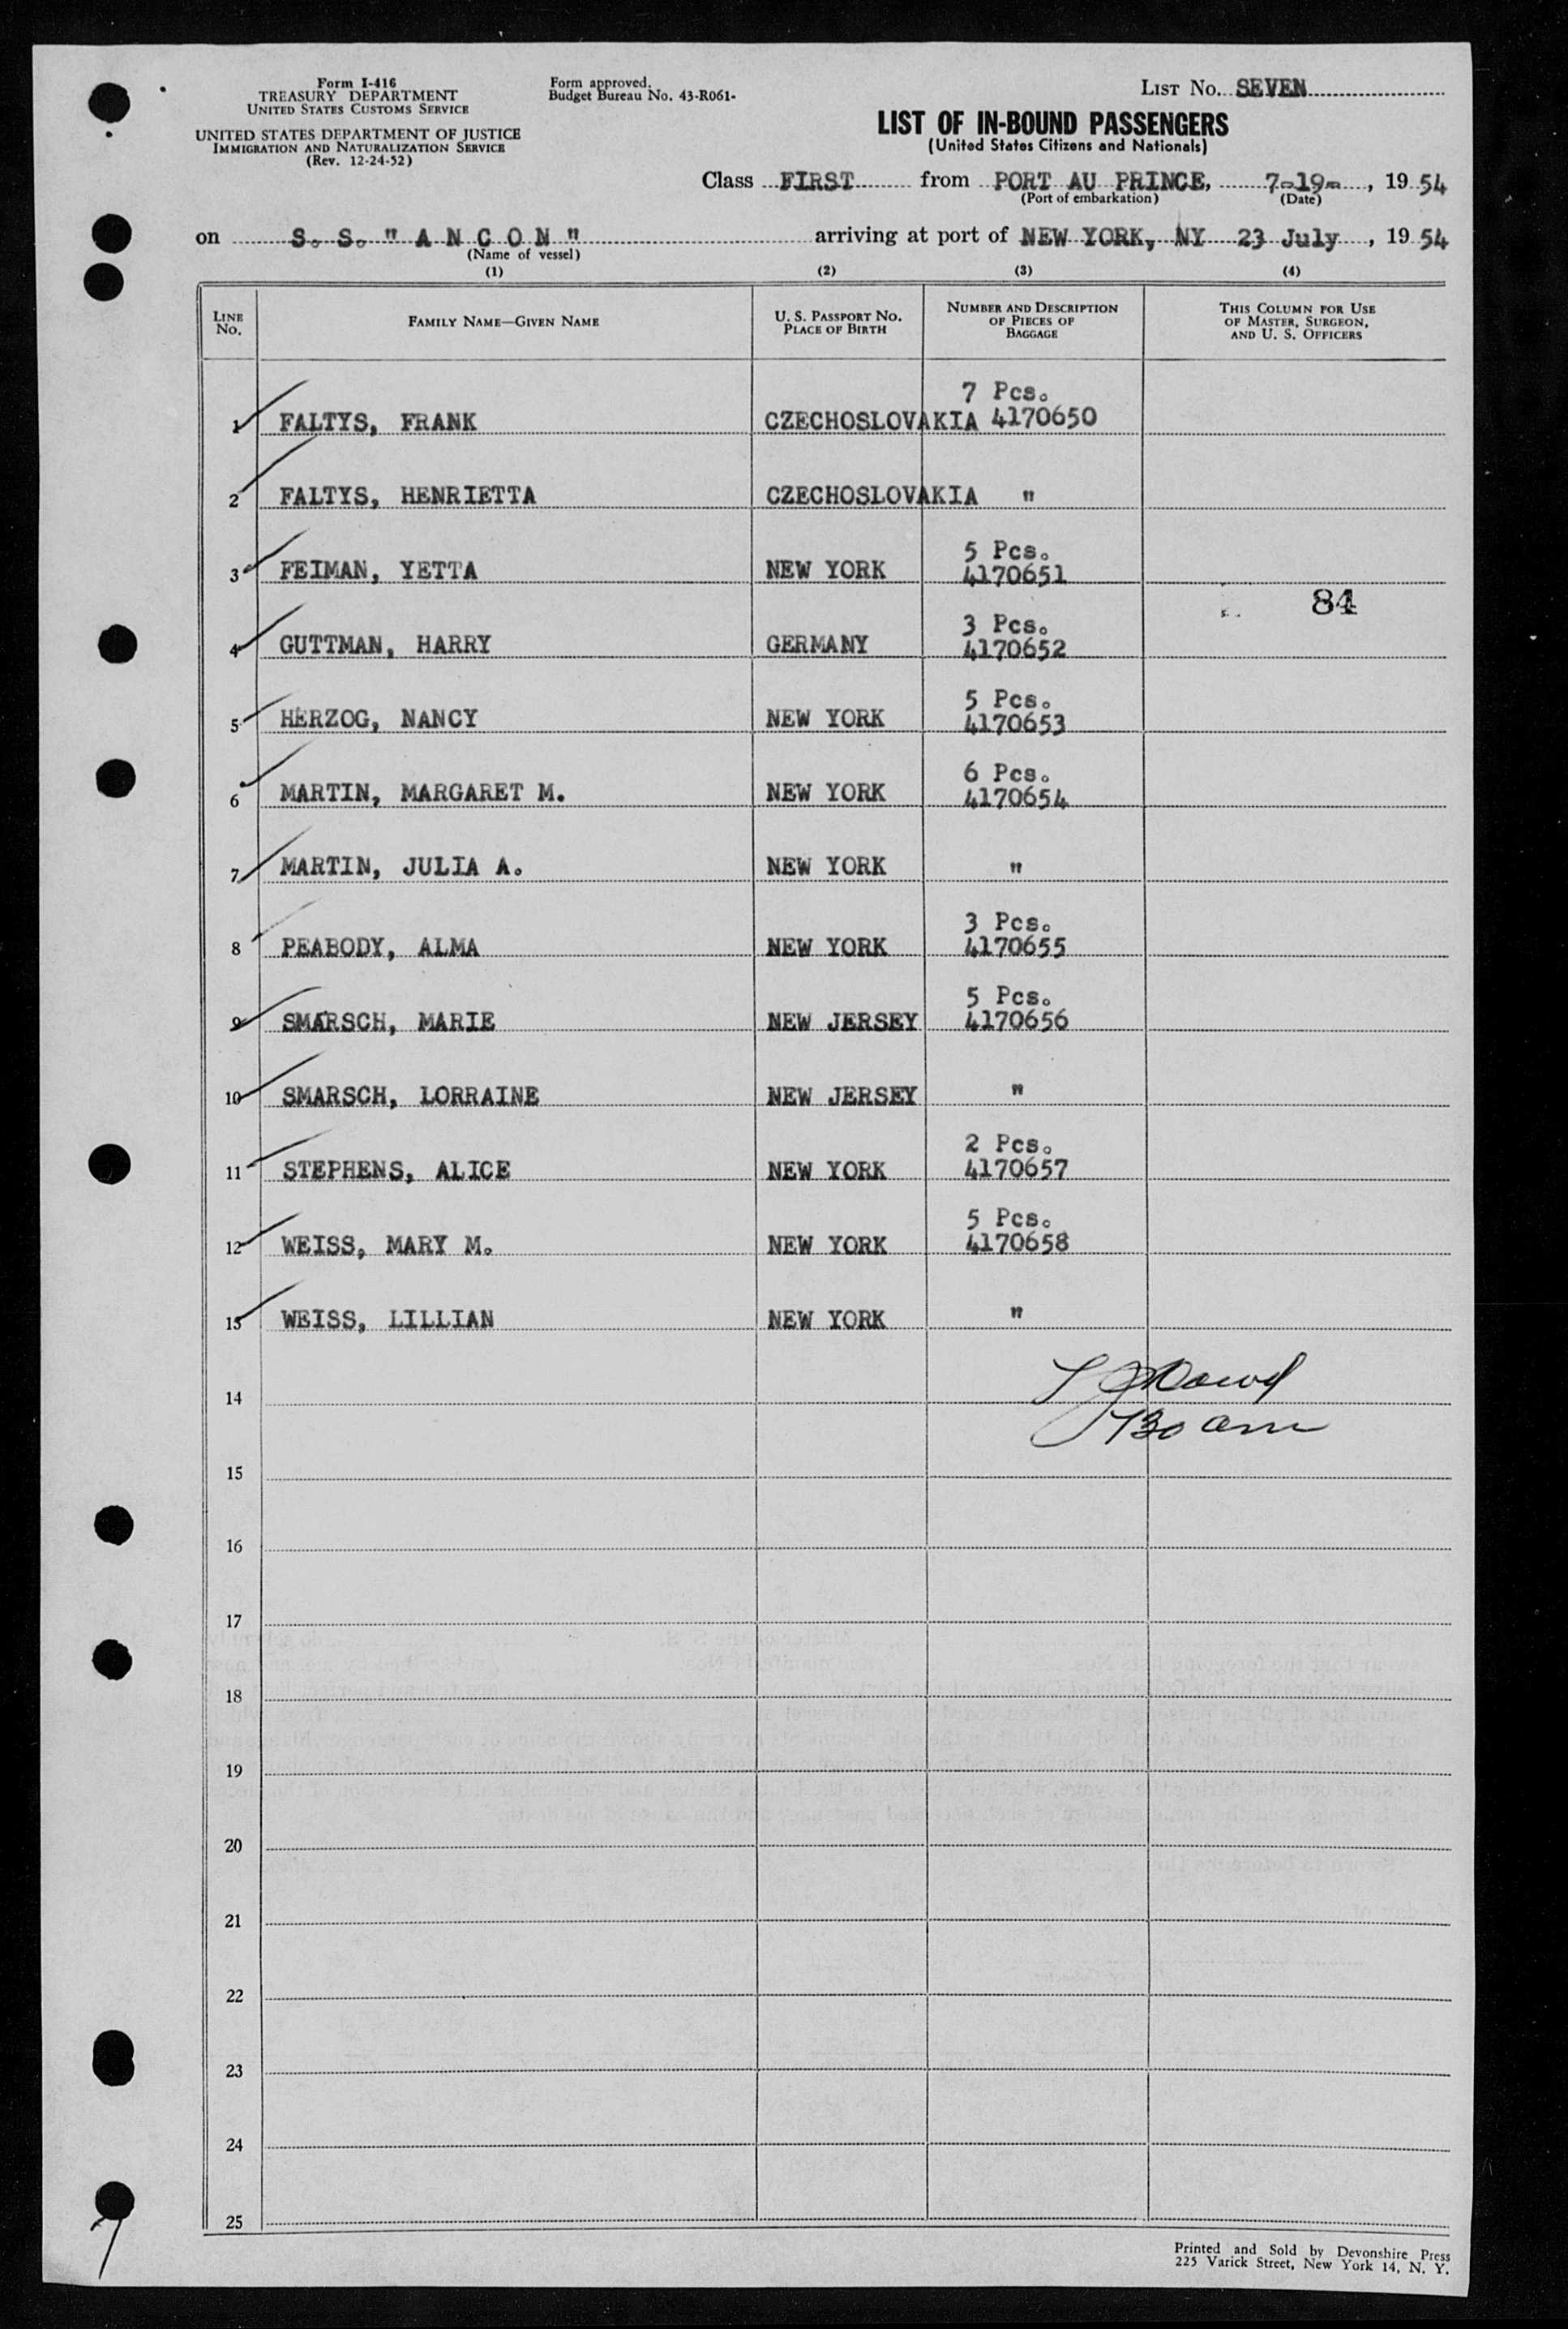 Form I-416
TREASURY DEPARTMENT
UNITED STATES CUSTOMS SERVICE
UNITED STATES DEPARTMENT OF JUSTICE
IMMIGRATION AND NATURALIZATION SERVICE
(Rev. 12-24-52)
Form approved.
Budget Bureau No. 43-R061-
LIST No. SEVEN
LIST OF IN-BOUND PASSENGERS
(United States Citizens and Nationals)
Class FIRST from PORT AU PRINCE, 7-19-, 19 54
(Port of embarkation) (Date)
on S. S. " A N C O N " arriving at port of NEW YORK, NY 23 July, 19 54
(Name of vessel)
(1) (2) (3) (4)
LINE No. FAMILY NAME—GIVEN NAME U. S. PASSPORT NO. PLACE OF BIRTH NUMBER AND DESCRIPTION OF PIECES OF BAGGAGE THIS COLUMN FOR USE OF MASTER, SURGEON, AND U. S. OFFICERS
7 Pcs.
1 FALTYS, FRANK CZECHOSLOVAKIA 4170650
2 FALTYS, HENRIETTA CZECHOSLOVAKIA "
5 Pcs.
3 FEIMAN, YETTA NEW YORK 4170651
84
3 Pcs.
4 GUTTMAN, HARRY GERMANY 4170652
5 Pcs.
5 HERZOG, NANCY NEW YORK 4170653
6 Pcs.
6 MARTIN, MARGARET M. NEW YORK 4170654
7 MARTIN, JULIA A. NEW YORK "
3 Pcs.
8 PEABODY, ALMA NEW YORK 4170655
5 Pcs.
9 SMARSCH, MARIE NEW JERSEY 4170656
10 SMARSCH, LORRAINE NEW JERSEY "
2 Pcs.
11 STEPHENS, ALICE NEW YORK 4170657
5 Pcs.
12 WEISS, MARY M. NEW YORK 4170658
13 WEISS, LILLIAN NEW YORK "
14
15
16
17
18
19
20
21
22
23
24
25
7
Printed and Sold by Devonshire Press
225 Varick Street, New York 14, N. Y.